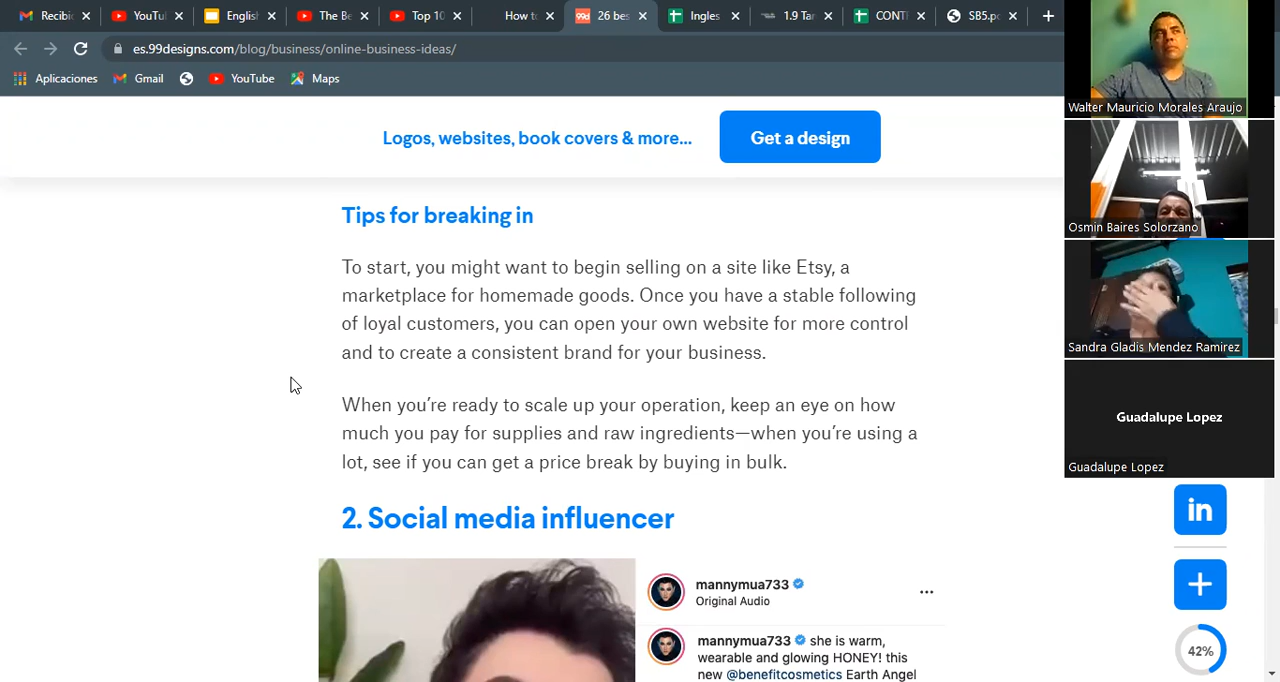 Recibi
YouTu
English
The Be
Top 10
How to
26 bes
Ingles
1.9 Tar
CONTI
SB5.pc
es.99designs.com/blog/business/online-business-ideas/
Aplicaciones
Gmail
YouTube
Maps
Logos, websites, book covers & more...
Get a design
Tips for breaking in
To start, you might want to begin selling on a site like Etsy, a
marketplace for homemade goods. Once you have a stable following
of loyal customers, you can open your own website for more control
and to create a consistent brand for your business.
When you’re ready to scale up your operation, keep an eye on how
much you pay for supplies and raw ingredients—when you’re using a
lot, see if you can get a price break by buying in bulk.
2. Social media influencer
mannymua733
Original Audio
mannymua733 she is warm,
wearable and glowing HONEY! this
new @benefitcosmetics Earth Angel
Walter Mauricio Morales Araujo
Osmin Baires Solorzano
Sandra Gladis Mendez Ramirez
Guadalupe Lopez
Guadalupe Lopez
in
42%